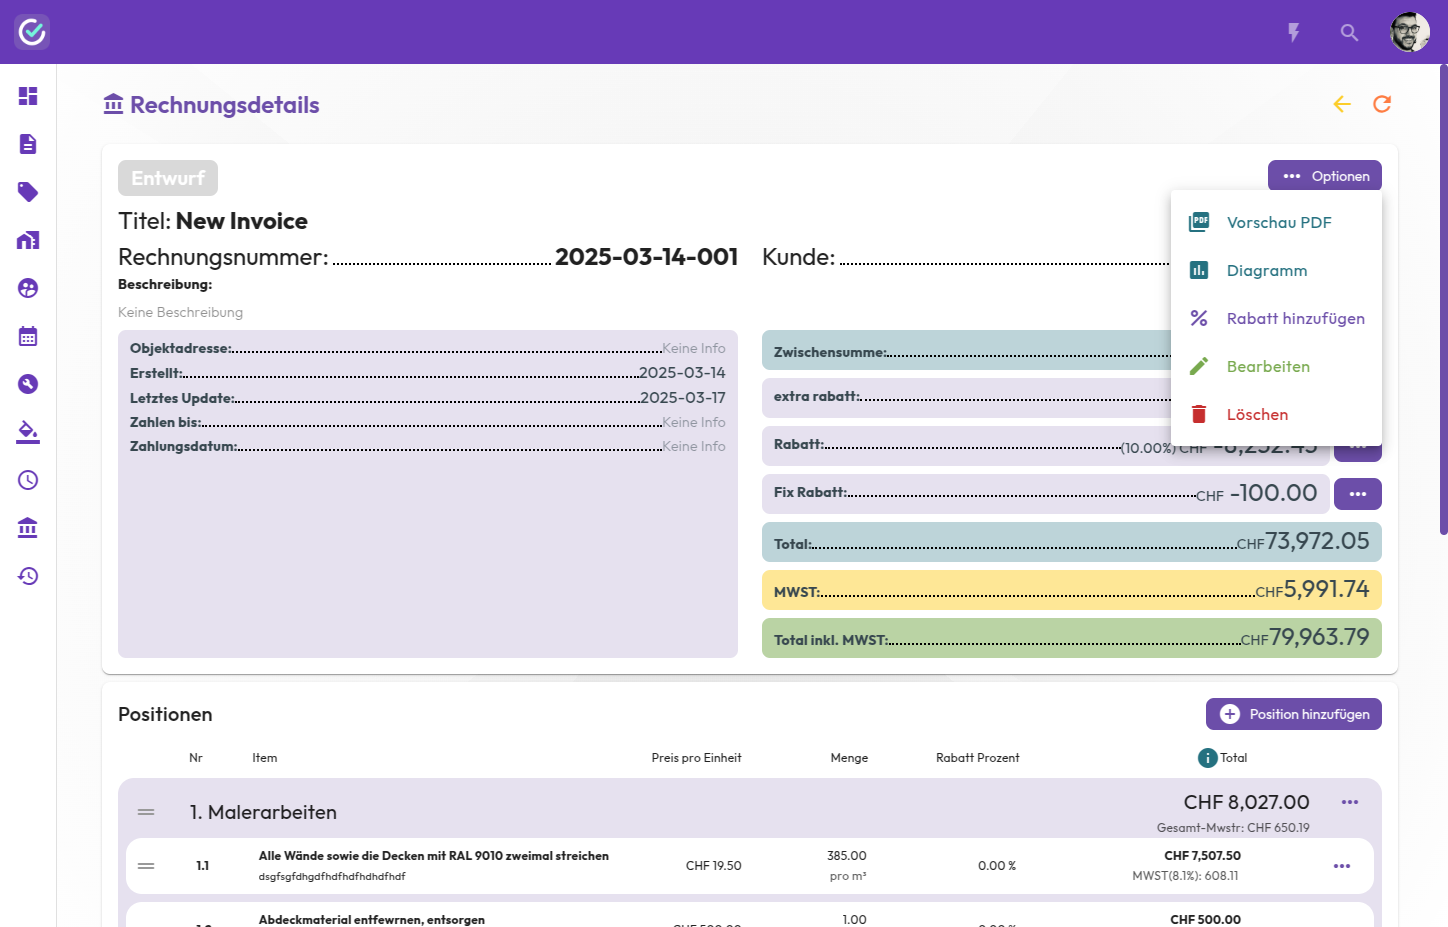 Rechnungsdetails
Entwurf
Optionen
Titel: New Invoice
Rechnungsnummer: 2025-03-14-001
Kunde:
Beschreibung:
Keine Beschreibung
PDF
Vorschau PDF
Diagramm
Rabatt hinzufügen
Bearbeiten
Löschen
Objektadresse: Keine Info
Erstellt: 2025-03-14
Letztes Update: 2025-03-17
Zahlen bis: Keine Info
Zahlungsdatum: Keine Info
Zwischensumme:
extra rabatt:
Rabatt: (10.00%) CHF
Fix Rabatt: CHF -100.00
Total: CHF 73,972.05
MWST: CHF 5,991.74
Total inkl. MWST: CHF 79,963.79
Positionen
Position hinzufügen
Nr Item Preis pro Einheit Menge Rabatt Prozent Total
1. Malerarbeiten CHF 8,027.00
Gesamt-Mwstr: CHF 650.19
1.1 Alle Wände sowie die Decken mit RAL 9010 zweimal streichen CHF 19.50 385.00 0.00 % CHF 7,507.50
dsgfsgfdhgdfhdfhdfhdhdfhdf pro m³ MWST(8.1%): 608.11
Abdeckmaterial entfewrnen, entsorgen 1.00 CHF 500.00